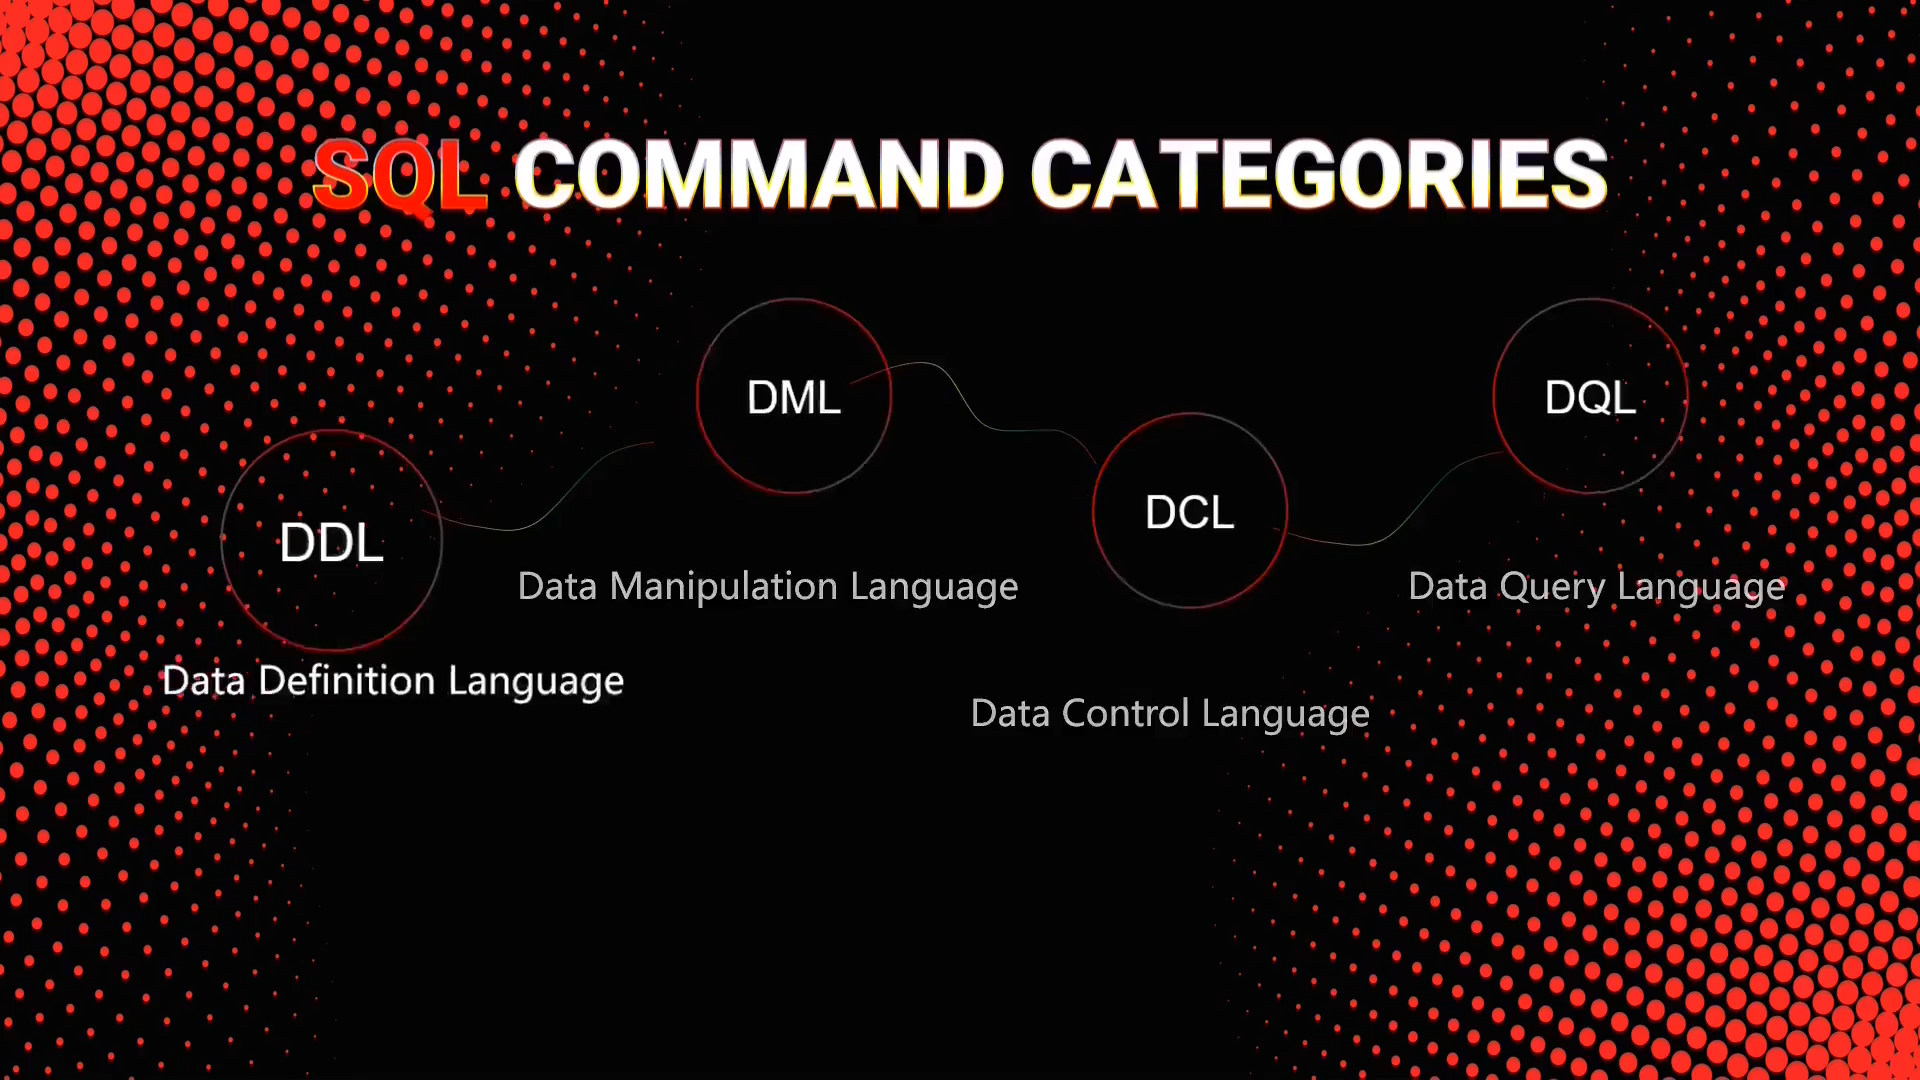 SQL COMMAND CATEGORIES
DDL
Data Definition Language
DML
Data Manipulation Language
DCL
Data Control Language
DQL
Data Query Language